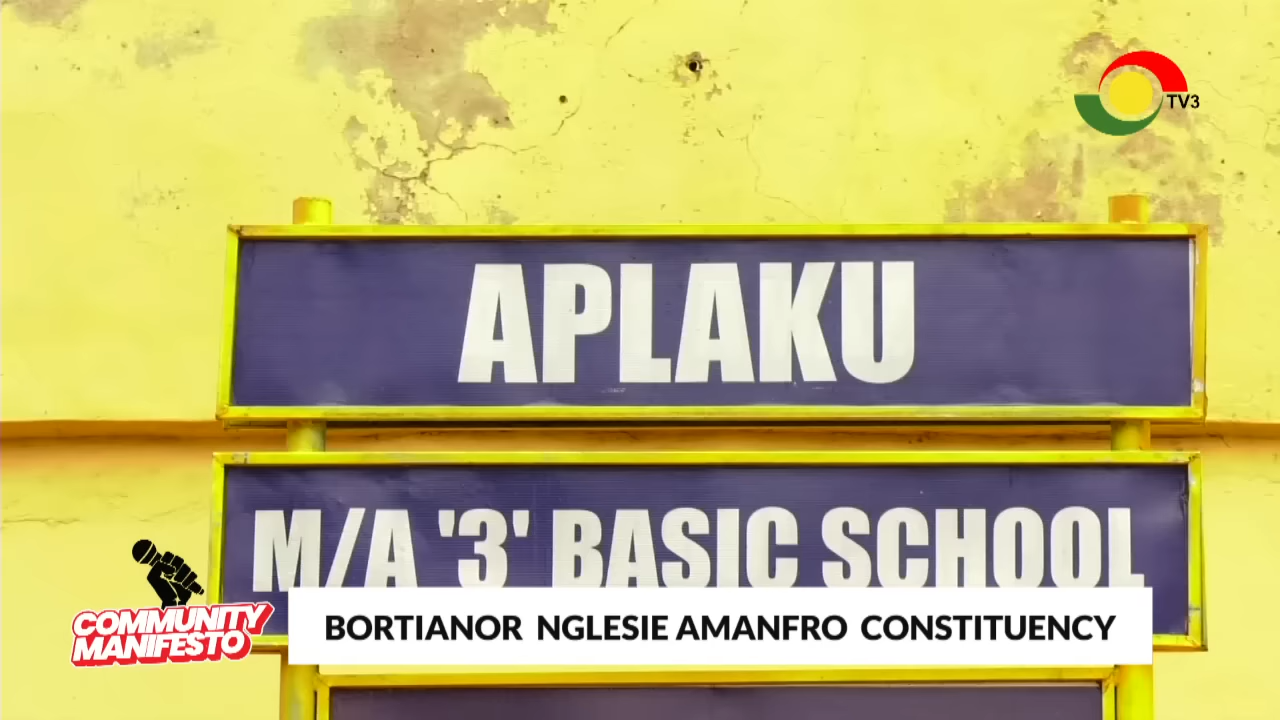 TV3
APLAKU
M/A '3' BASIC SCHOOL
COMMUNITY
MANIFESTO
BORTIANOR NGLESIE AMANFRO CONSTITUENCY